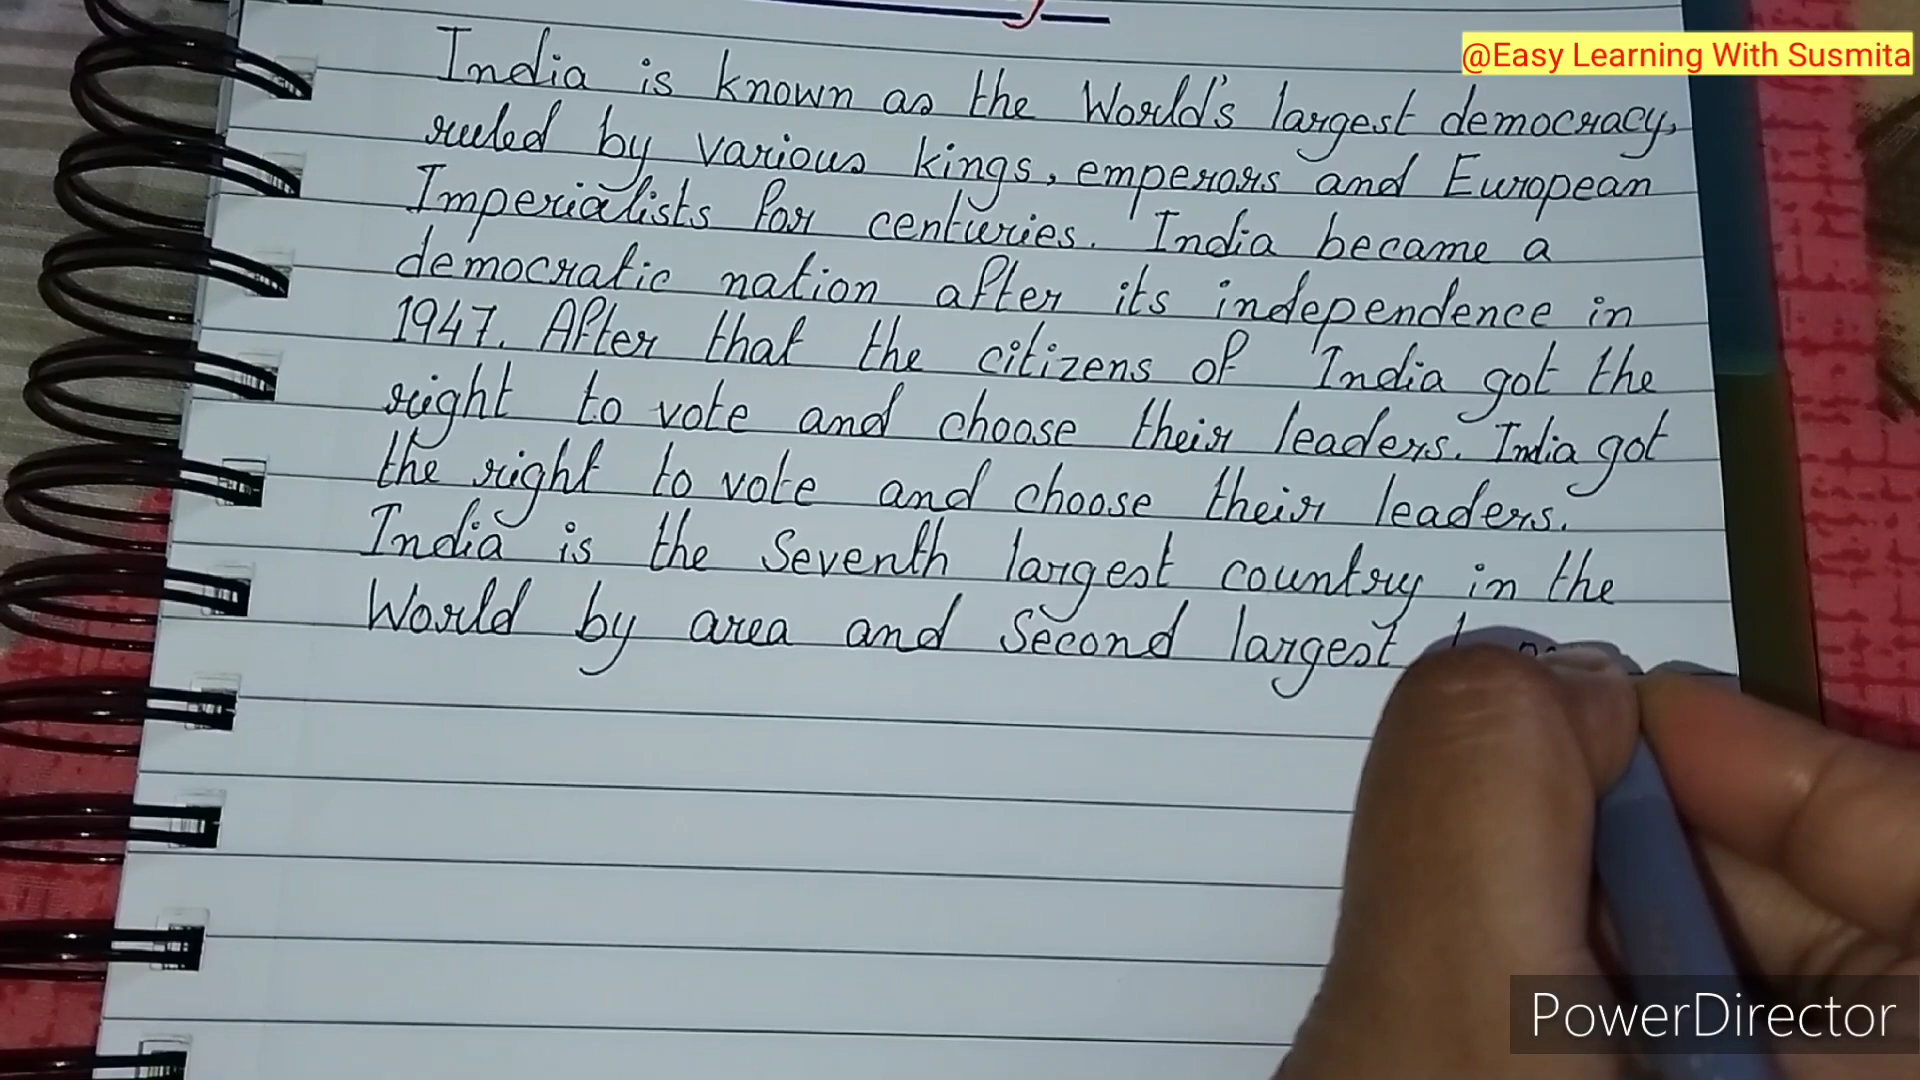 @Easy Learning With Susmita
India is known as the World's largest democracy,
ruled by various kings, emperors and European
Imperialists for centuries. India became a
democratic nation after its independence in
1947. After that the citizens of India got the
right to vote and choose their leaders. India got
the right to vote and choose their leaders.
India is the Seventh largest country in the
World by area and Second largest
PowerDirector